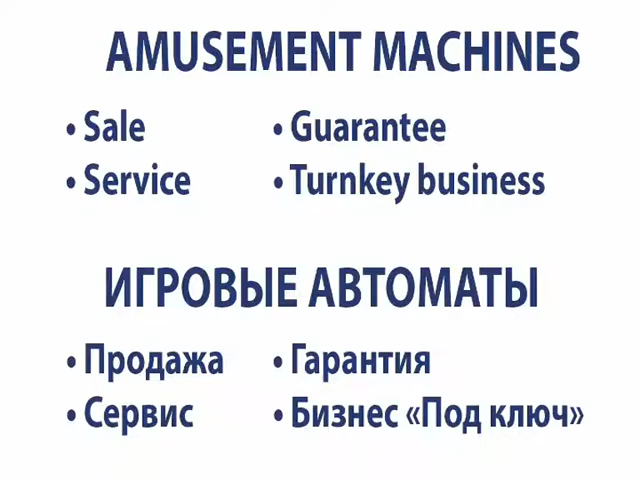 AMUSEMENT MACHINES
• Sale • Guarantee
• Service • Turnkey business
ИГРОВЫЕ АВТОМАТЫ
• Продажа • Гарантия
• Сервис • Бизнес «Под ключ»